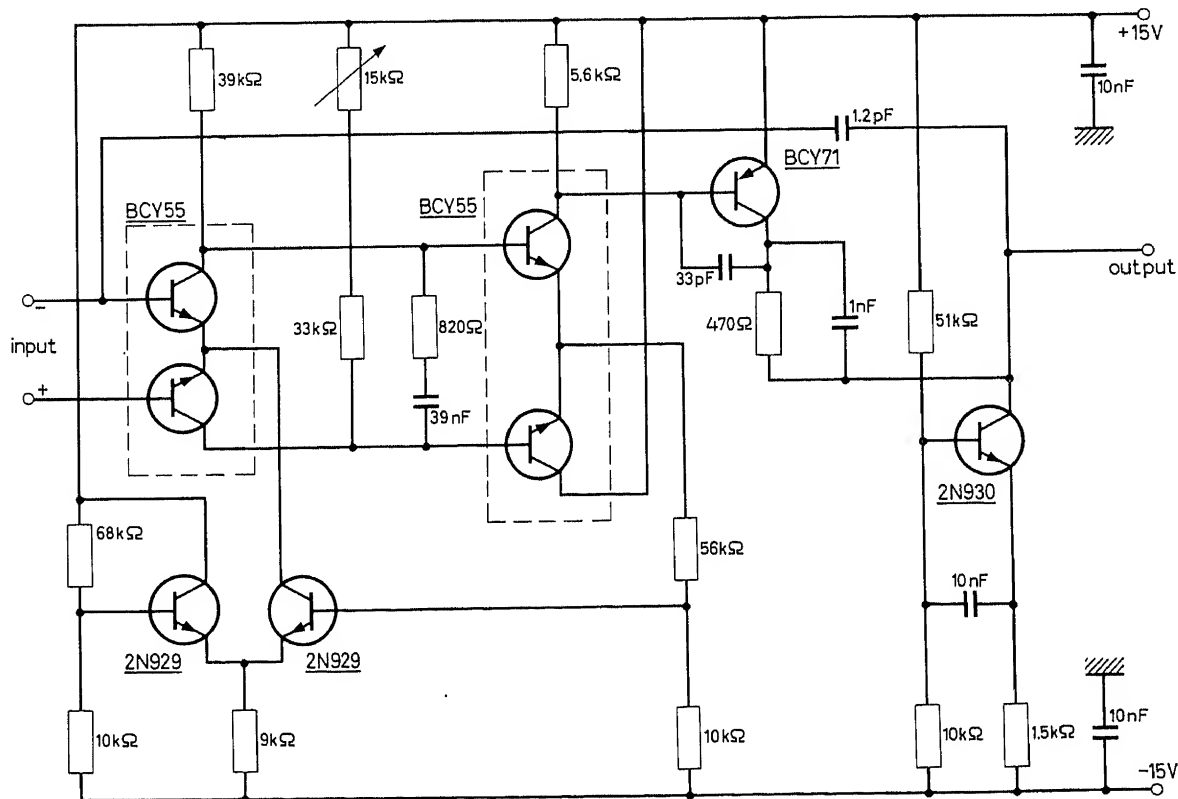 +15V
39kΩ
15kΩ
5,6kΩ
10nF
1.2pF
BCY71
BCY55
BCY55
33pF
output
−
1nF
input
33kΩ
820Ω
470Ω
51kΩ
+
39nF
2N930
68kΩ
56kΩ
10nF
2N929
2N929
10kΩ
9kΩ
10kΩ
10kΩ
1.5kΩ
10nF
−15V